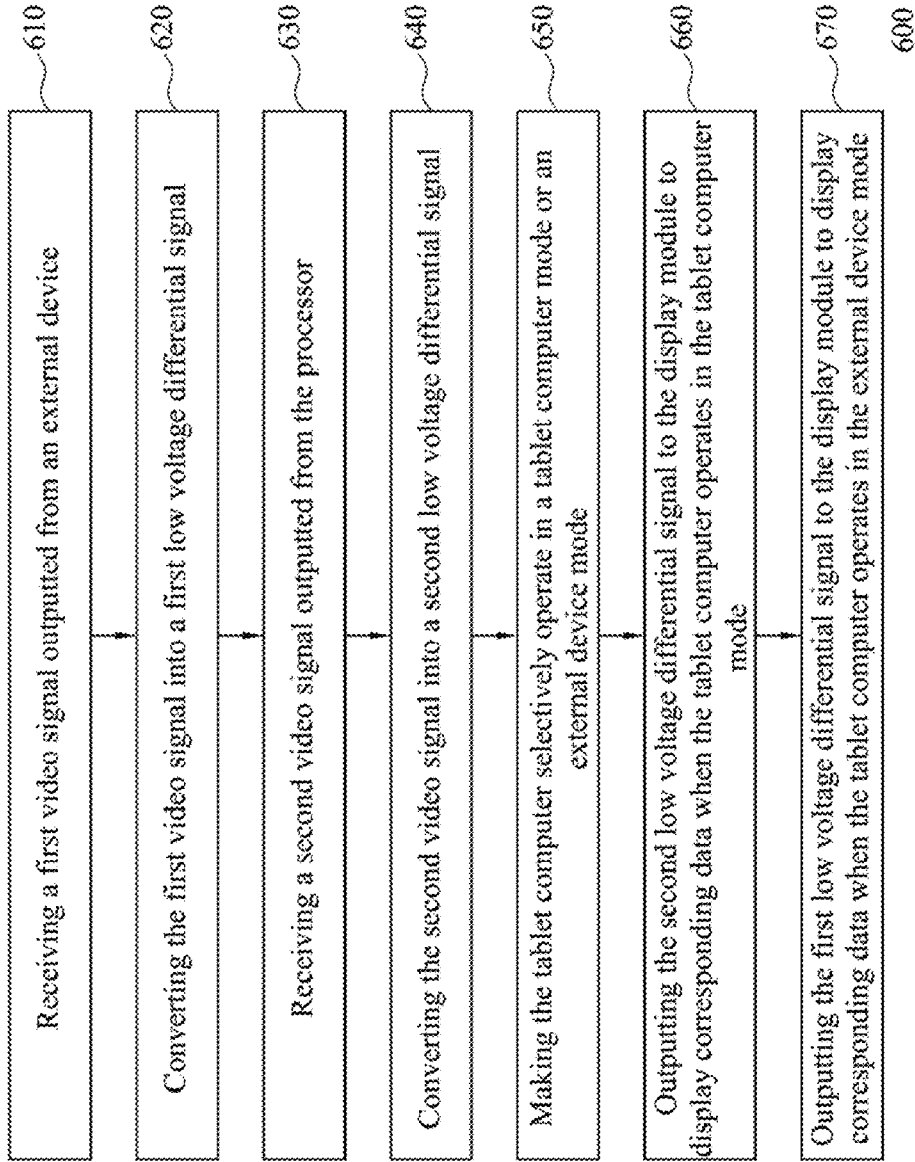 Receiving a first video signal outputted from an external device
610
Converting the first video signal into a first low voltage differential signal
620
Receiving a second video signal outputted from the processor
630
Converting the second video signal into a second low voltage differential signal
640
Making the tablet computer selectively operate in a tablet computer mode or an
external device mode
650
Outputting the second low voltage differential signal to the display module to
display corresponding data when the tablet computer operates in the tablet computer
mode
660
Outputting the first low voltage differential signal to the display module to display
corresponding data when the tablet computer operates in the external device mode
670
600